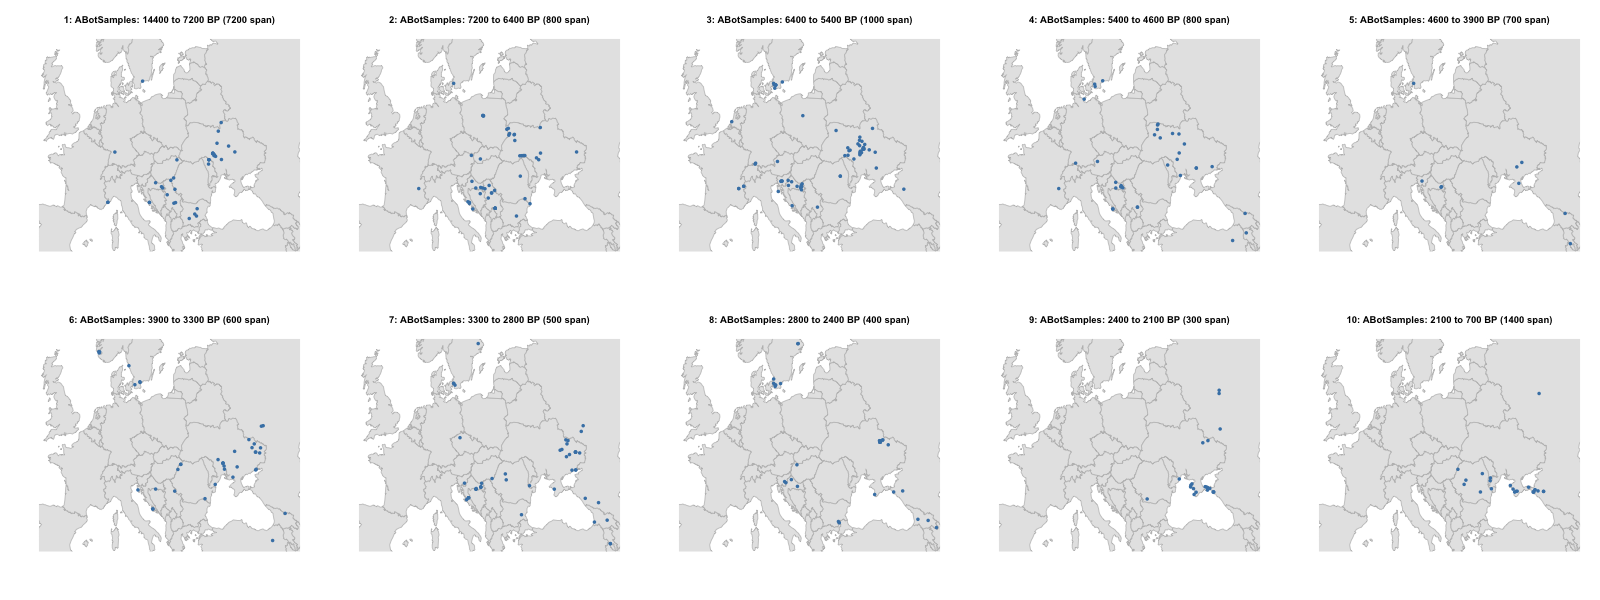 1: ABotSamples: 14400 to 7200 BP (7200 span)
2: ABotSamples: 7200 to 6400 BP (800 span)
3: ABotSamples: 6400 to 5400 BP (1000 span)
4: ABotSamples: 5400 to 4600 BP (800 span)
5: ABotSamples: 4600 to 3900 BP (700 span)
6: ABotSamples: 3900 to 3300 BP (600 span)
7: ABotSamples: 3300 to 2800 BP (500 span)
8: ABotSamples: 2800 to 2400 BP (400 span)
9: ABotSamples: 2400 to 2100 BP (300 span)
10: ABotSamples: 2100 to 700 BP (1400 span)